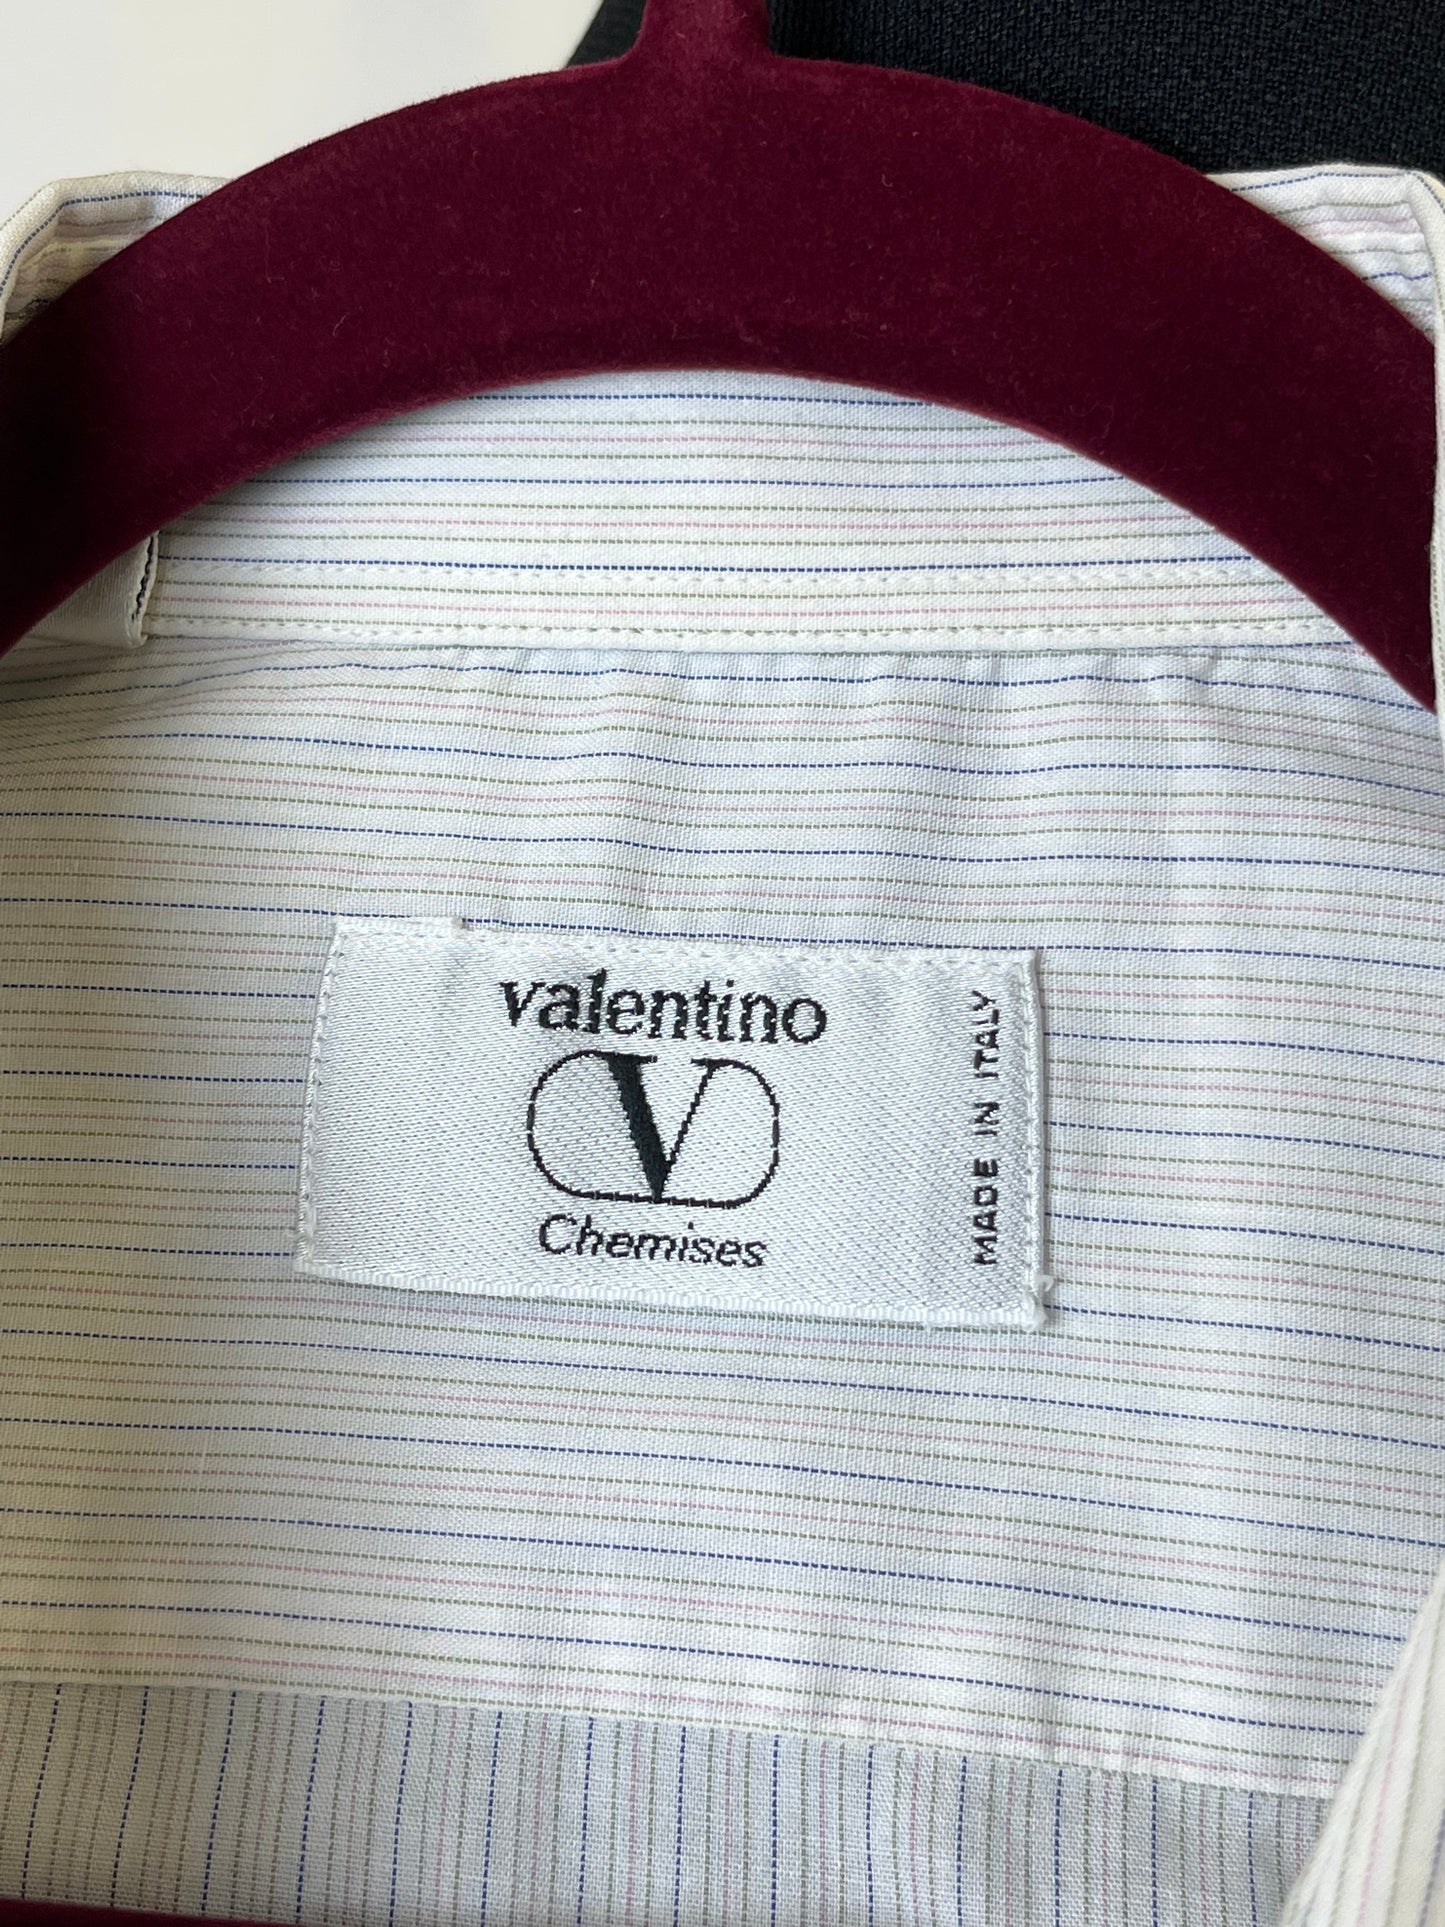 valentino
V
Chemises
MADE IN ITALY